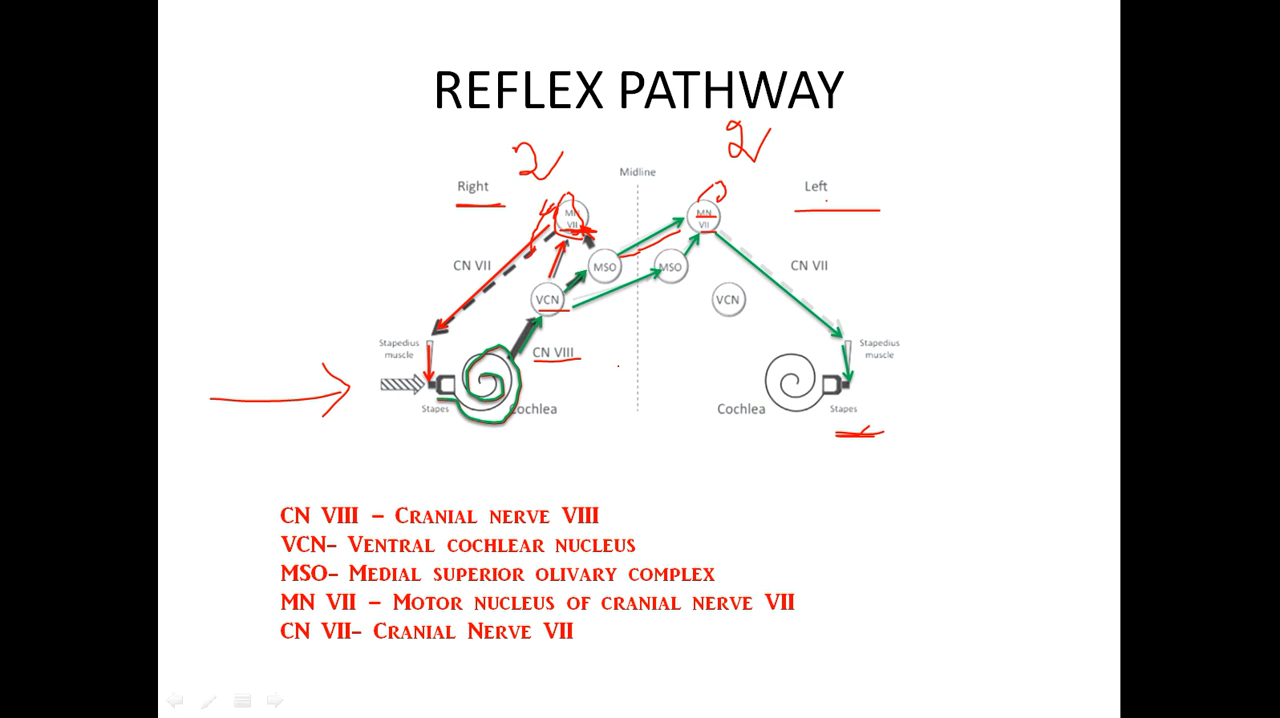 REFLEX PATHWAY
2
2
Midline
Right
Left
MN
VII
MN
VII
CN VII
MSO
MSO
CN VII
VCN
VCN
Stapedius
muscle
CN VIII
Stapedius
muscle
Stapes
Cochlea
Cochlea
Stapes
CN VIII – Cranial nerve VIII
VCN- Ventral cochlear nucleus
MSO- Medial superior olivary complex
MN VII – Motor nucleus of cranial nerve VII
CN VII- Cranial Nerve VII